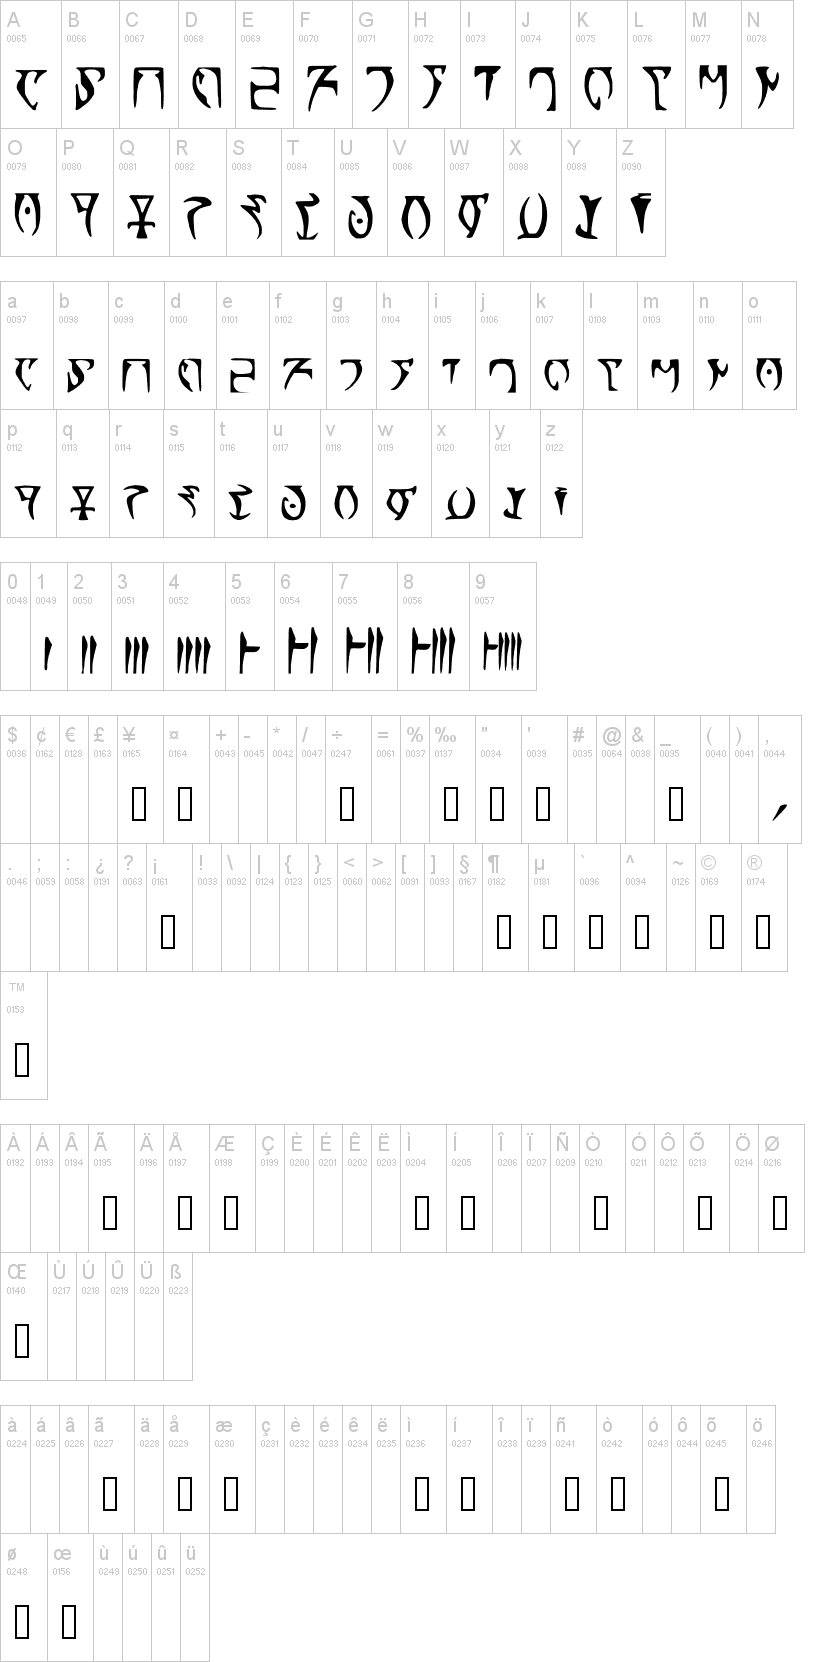 A B C D E F G H I J K L M N
0065 0066 0067 0068 0069 0070 0071 0072 0073 0074 0075 0076 0077 0078
O P Q R S T U V W X Y Z
0079 0080 0081 0082 0083 0084 0085 0086 0087 0088 0089 0090
a b c d e f g h i j k l m n o
0097 0098 0099 0100 0101 0102 0103 0104 0105 0106 0107 0108 0109 0110 0111
p q r s t u v w x y z
0112 0113 0114 0115 0116 0117 0118 0119 0120 0121 0122
0 1 2 3 4 5 6 7 8 9
0048 0049 0050 0051 0052 0053 0054 0055 0056 0057
$ ¢ € £ ¥ ¤ + - * / ÷ = % ‰ " ' # @ & _ ( ) ,
0036 0162 0128 0163 0165 0164 0043 0045 0042 0047 0247 0061 0037 0137 0034 0039 0035 0064 0038 0095 0040 0041 0044
. ; : ¿ ? ¡ ! \ | { } < > [ ] § ¶ µ ` ^ ~ © ®
0046 0059 0058 0191 0063 0161 0033 0092 0124 0123 0125 0060 0062 0091 0093 0167 0182 0181 0096 0094 0126 0169 0174
™
0153
À Á Â Ã Ä Å Æ Ç È É Ê Ë Ì Í Î Ï Ñ Ò Ó Ô Õ Ö Ø
0192 0193 0194 0195 0196 0197 0198 0199 0200 0201 0202 0203 0204 0205 0206 0207 0209 0210 0211 0212 0213 0214 0216
Œ Ù Ú Û Ü ß
0140 0217 0218 0219 0220 0223
à á â ã ä å æ ç è é ê ë ì í î ï ñ ò ó ô õ ö
0224 0225 0226 0227 0228 0229 0230 0231 0232 0233 0234 0235 0236 0237 0238 0239 0241 0242 0243 0244 0245 0246
ø œ ù ú û ü
0248 0156 0249 0250 0251 0252